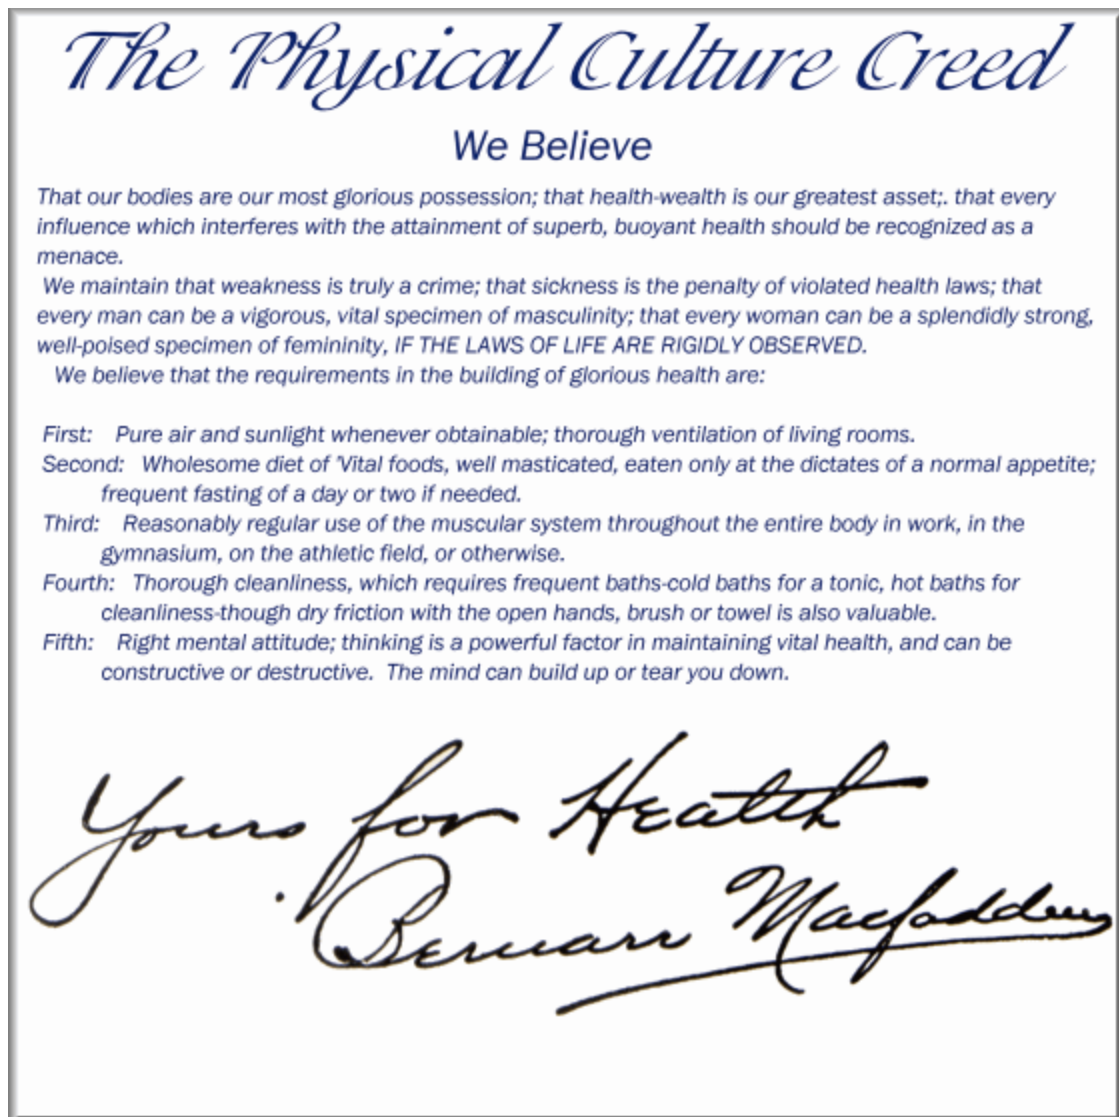 The Physical Culture Creed
We Believe
That our bodies are our most glorious possession; that health-wealth is our greatest asset;. that every
influence which interferes with the attainment of superb, buoyant health should be recognized as a
menace.
We maintain that weakness is truly a crime; that sickness is the penalty of violated health laws; that
every man can be a vigorous, vital specimen of masculinity; that every woman can be a splendidly strong,
well-poised specimen of femininity, IF THE LAWS OF LIFE ARE RIGIDLY OBSERVED.
We believe that the requirements in the building of glorious health are:
First: Pure air and sunlight whenever obtainable; thorough ventilation of living rooms.
Second: Wholesome diet of 'Vital foods, well masticated, eaten only at the dictates of a normal appetite;
frequent fasting of a day or two if needed.
Third: Reasonably regular use of the muscular system throughout the entire body in work, in the
gymnasium, on the athletic field, or otherwise.
Fourth: Thorough cleanliness, which requires frequent baths-cold baths for a tonic, hot baths for
cleanliness-though dry friction with the open hands, brush or towel is also valuable.
Fifth: Right mental attitude; thinking is a powerful factor in maintaining vital health, and can be
constructive or destructive. The mind can build up or tear you down.
Yours for Health
Bernarr Macfadden